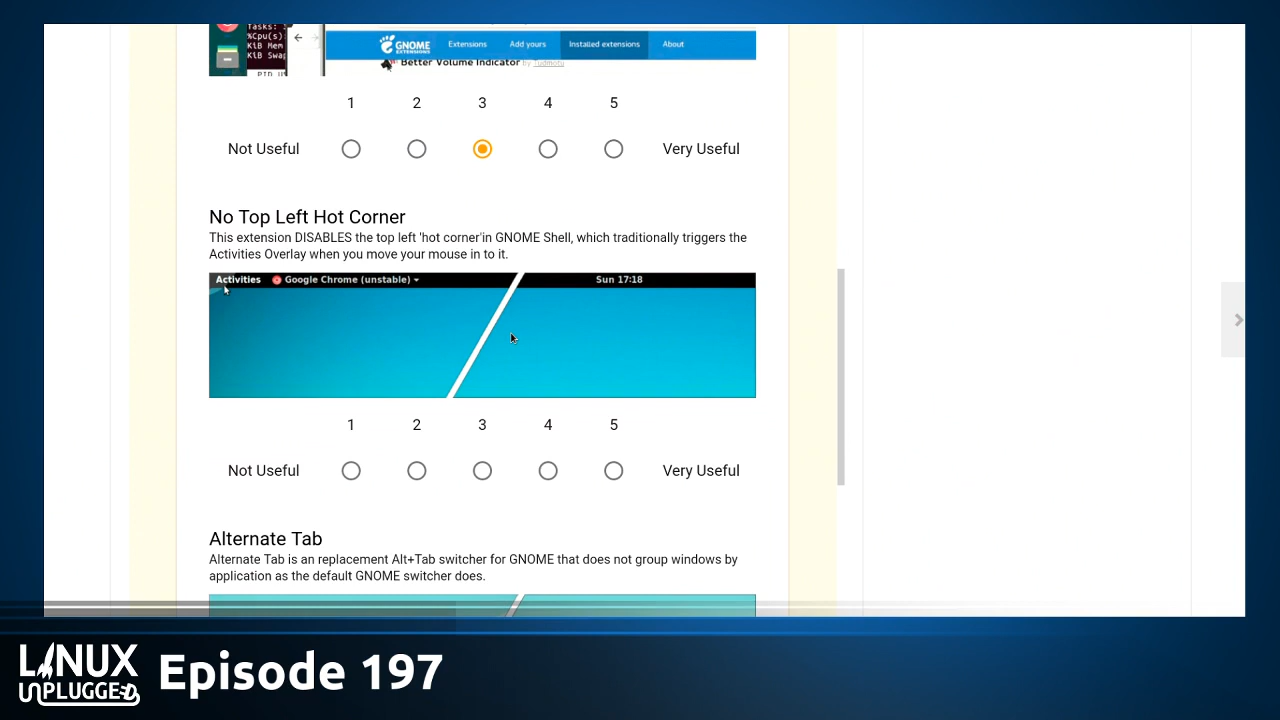 Tasks:
%Cpu(s):
KiB Mem
KiB Swap
PID US
GNOME
EXTENSIONS
Extensions
Add yours
Installed extensions
About
Better Volume Indicator by Tudmotu
1 2 3 4 5
Not Useful
Very Useful
No Top Left Hot Corner
This extension DISABLES the top left 'hot corner'in GNOME Shell, which traditionally triggers the
Activities Overlay when you move your mouse in to it.
Activities
Google Chrome (unstable)
Sun 17:18
1 2 3 4 5
Not Useful
Very Useful
Alternate Tab
Alternate Tab is an replacement Alt+Tab switcher for GNOME that does not group windows by
application as the default GNOME switcher does.
LINUX
UNPLUGGED
Episode 197